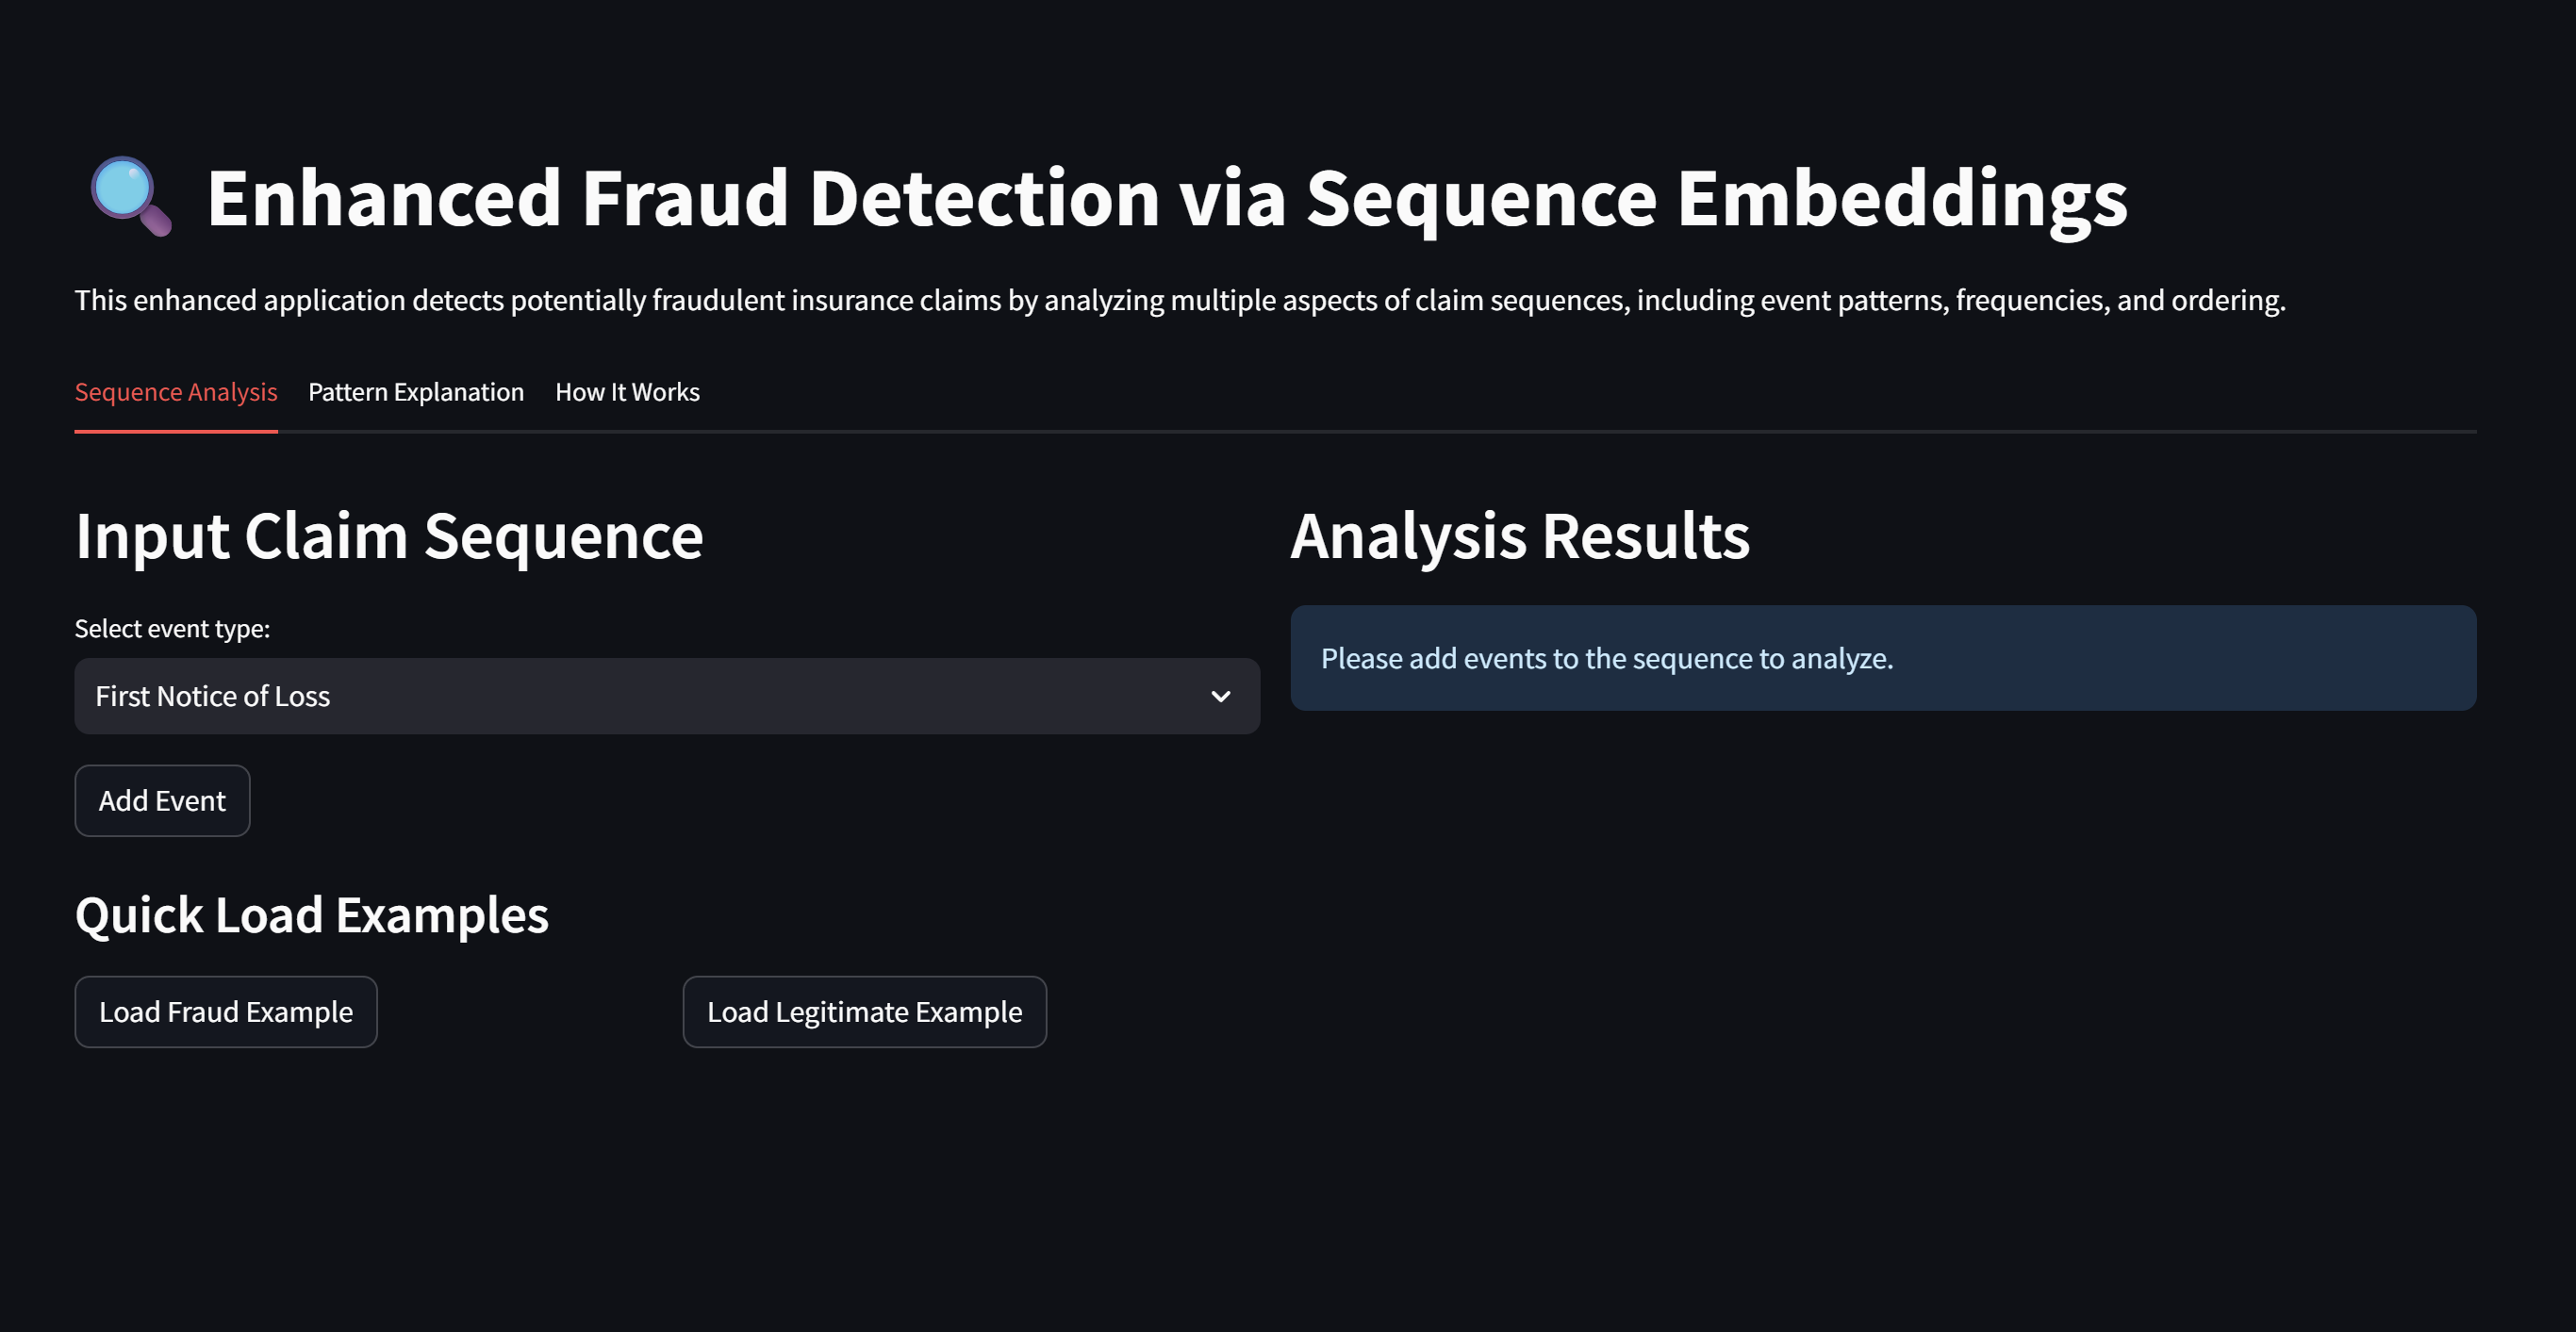 Enhanced Fraud Detection via Sequence Embeddings
This enhanced application detects potentially fraudulent insurance claims by analyzing multiple aspects of claim sequences, including event patterns, frequencies, and ordering.
Sequence Analysis
Pattern Explanation
How It Works
Input Claim Sequence
Select event type:
First Notice of Loss
Add Event
Quick Load Examples
Load Fraud Example
Load Legitimate Example
Analysis Results
Please add events to the sequence to analyze.